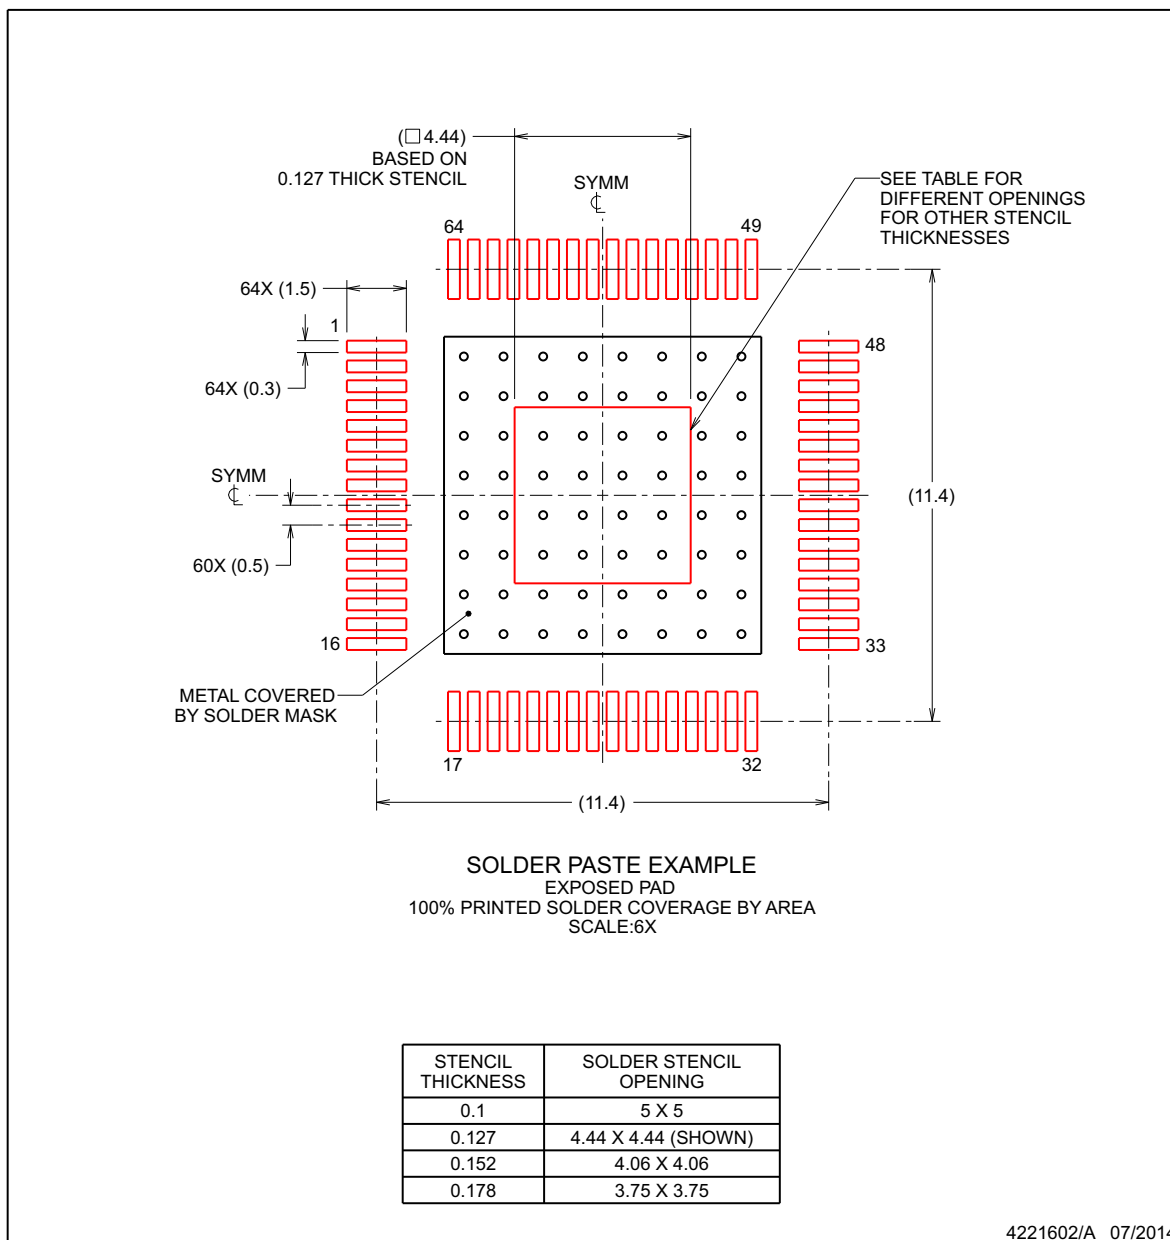 (□4.44)
BASED ON
0.127 THICK STENCIL
SYMM
℄
SEE TABLE FOR
DIFFERENT OPENINGS
FOR OTHER STENCIL
THICKNESSES
64
49
64X (1.5)
1
48
64X (0.3)
SYMM
℄
(11.4)
60X (0.5)
16
33
METAL COVERED
BY SOLDER MASK
17
32
(11.4)
SOLDER PASTE EXAMPLE
EXPOSED PAD
100% PRINTED SOLDER COVERAGE BY AREA
SCALE:6X
STENCIL THICKNESS
SOLDER STENCIL OPENING
0.1
5 X 5
0.127
4.44 X 4.44 (SHOWN)
0.152
4.06 X 4.06
0.178
3.75 X 3.75
4221602/A 07/2014